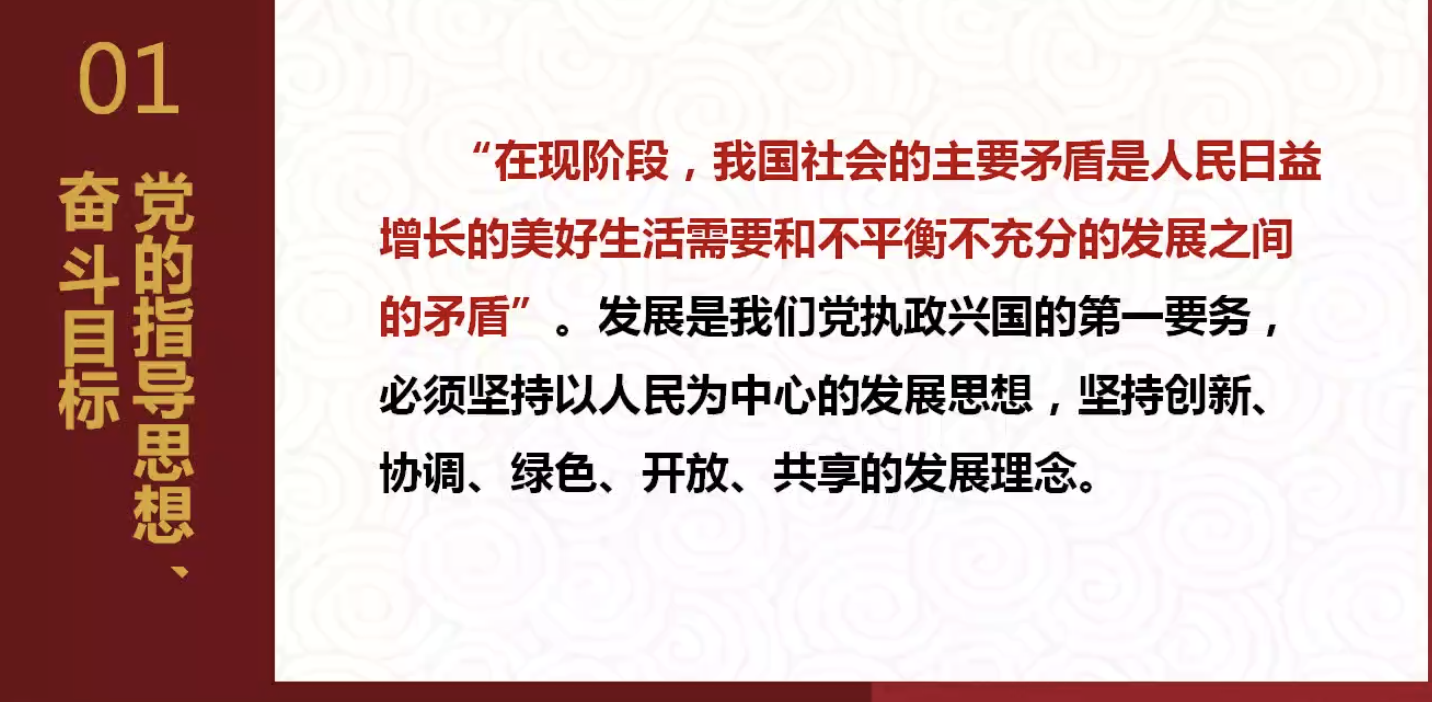 01
党的指导思想、
奋斗目标
“在现阶段，我国社会的主要矛盾是人民日益
增长的美好生活需要和不平衡不充分的发展之间
的矛盾”。发展是我们党执政兴国的第一要务，
必须坚持以人民为中心的发展思想，坚持创新、
协调、绿色、开放、共享的发展理念。